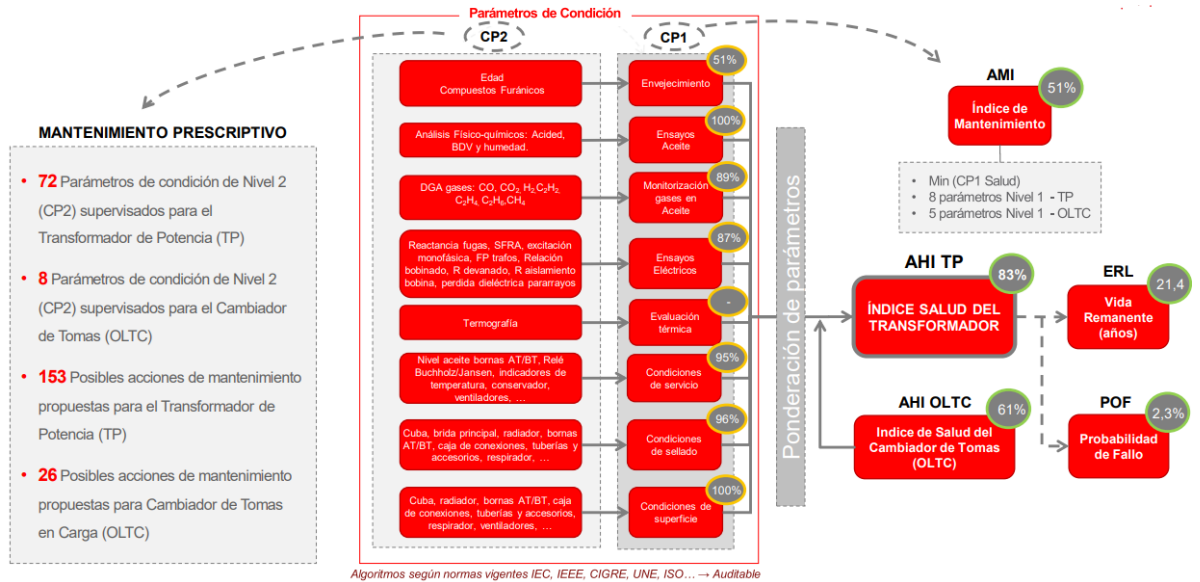 Parámetros de Condición
CP2
CP1
MANTENIMIENTO PRESCRIPTIVO
• 72 Parámetros de condición de Nivel 2
(CP2) supervisados para el
Transformador de Potencia (TP)
• 8 Parámetros de condición de Nivel 2
(CP2) supervisados para el Cambiador
de Tomas (OLTC)
• 153 Posibles acciones de mantenimiento
propuestas para el Transformador de
Potencia (TP)
• 26 Posibles acciones de mantenimiento
propuestas para Cambiador de Tomas
en Carga (OLTC)
Edad
Compuestos Furánicos
51%
Envejecimiento
Análisis Físico-químicos: Acided,
BDV y humedad.
100%
Ensayos
Aceite
DGA gases: CO, CO2, H2,C2H2,
C2H4, C2H6,CH4
89%
Monitorización
gases en
Aceite
Reactancia fugas, SFRA, excitación
monofásica, FP trafos, Relación
bobinado, R devanado, R aislamiento
bobina, perdida dieléctrica pararrayos
87%
Ensayos
Eléctricos
Termografía
-
Evaluación
térmica
Nivel aceite bornas AT/BT, Relé
Buchholz/Jansen, indicadores de
temperatura, conservador,
ventiladores, …
95%
Condiciones
de servicio
Cuba, brida principal, radiador, bornas
AT/BT, caja de conexiones, tuberías y
accesorios, respirador, …
96%
Condiciones
de sellado
Cuba, radiador, bornas AT/BT, caja
de conexiones, tuberías y accesorios,
respirador, ventiladores, …
100%
Condiciones de
superficie
Ponderación de parámetros
AMI
51%
Índice de
Mantenimiento
• Min (CP1 Salud)
• 8 parámetros Nivel 1 - TP
• 5 parámetros Nivel 1 - OLTC
AHI TP
83%
ÍNDICE SALUD DEL
TRANSFORMADOR
ERL
21,4
Vida
Remanente
(años)
AHI OLTC
61%
Indice de Salud del
Cambiador de Tomas
(OLTC)
POF
2,3%
Probabilidad
de Fallo
Algoritmos según normas vigentes IEC, IEEE, CIGRE, UNE, ISO… → Auditable